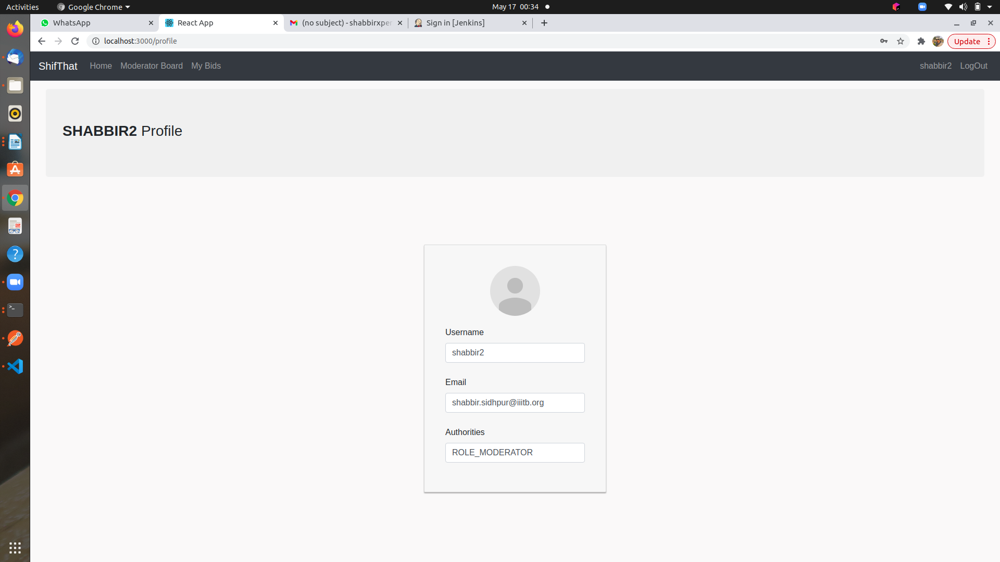 Activities
Google Chrome
May 17 00:34
WhatsApp
React App
(no subject) - shabbirxper
Sign in [Jenkins]
localhost:3000/profile
Update
ShifThat
Home
Moderator Board
My Bids
shabbir2
LogOut
SHABBIR2 Profile
Username
shabbir2
Email
shabbir.sidhpur@iiitb.org
Authorities
ROLE_MODERATOR